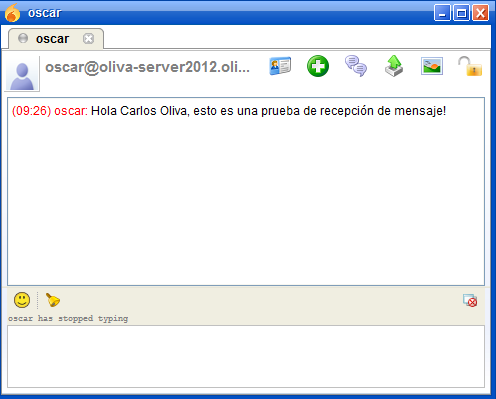 oscar
oscar
oscar@oliva-server2012.oli...
(09:26) oscar: Hola Carlos Oliva, esto es una prueba de recepción de mensaje!
oscar has stopped typing